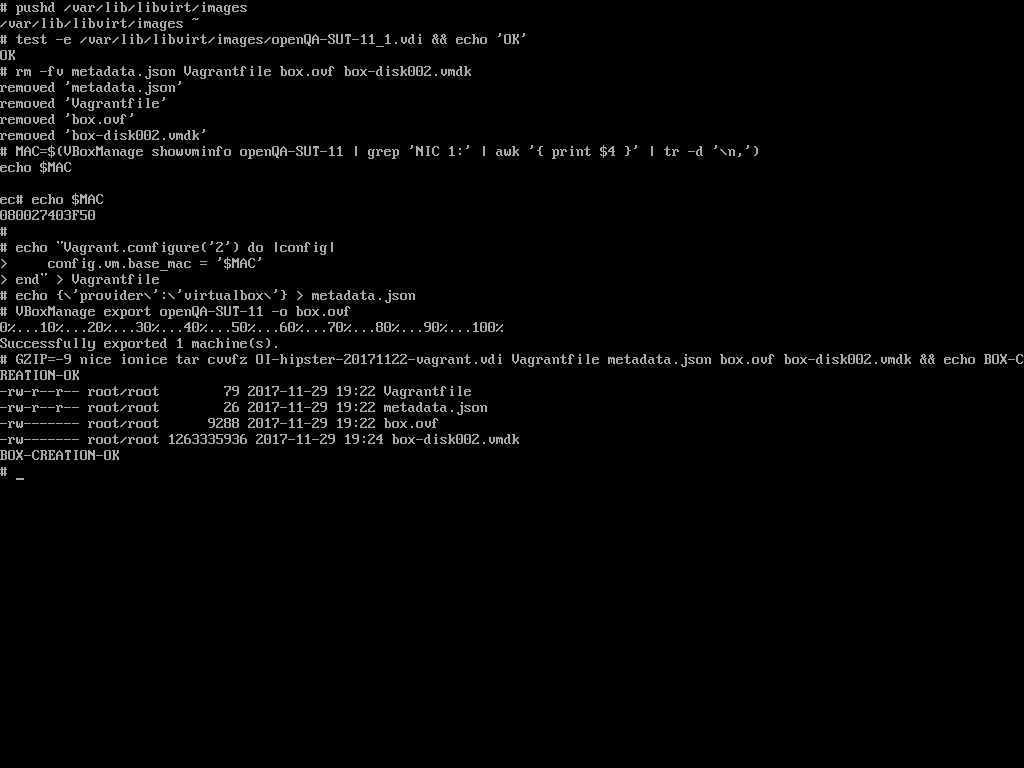 # pushd /var/lib/libvirt/images
/var/lib/libvirt/images ~
# test -e /var/lib/libvirt/images/openQA-SUT-11_1.vdi && echo 'OK'
OK
# rm -fv metadata.json Vagrantfile box.ovf box-disk002.vmdk
removed 'metadata.json'
removed 'Vagrantfile'
removed 'box.ovf'
removed 'box-disk002.vmdk'
# MAC=$(VBoxManage showvminfo openQA-SUT-11 | grep 'NIC 1:' | awk '{ print $4 }' | tr -d '\n,')
echo $MAC

ec# echo $MAC
080027403F50
#
# echo "Vagrant.configure('2') do |config|
>     config.vm.base_mac = '$MAC'
> end" > Vagrantfile
# echo {\'provider\':\'virtualbox\'} > metadata.json
# VBoxManage export openQA-SUT-11 -o box.ovf
0%...10%...20%...30%...40%...50%...60%...70%...80%...90%...100%
Successfully exported 1 machine(s).
# GZIP=-9 nice ionice tar cvvfz OI-hipster-20171122-vagrant.vdi Vagrantfile metadata.json box.ovf box-disk002.vmdk && echo BOX-C
REATION-OK
-rw-r--r-- root/root        79 2017-11-29 19:22 Vagrantfile
-rw-r--r-- root/root        26 2017-11-29 19:22 metadata.json
-rw------- root/root      9288 2017-11-29 19:22 box.ovf
-rw------- root/root 1263335936 2017-11-29 19:24 box-disk002.vmdk
BOX-CREATION-OK
# _